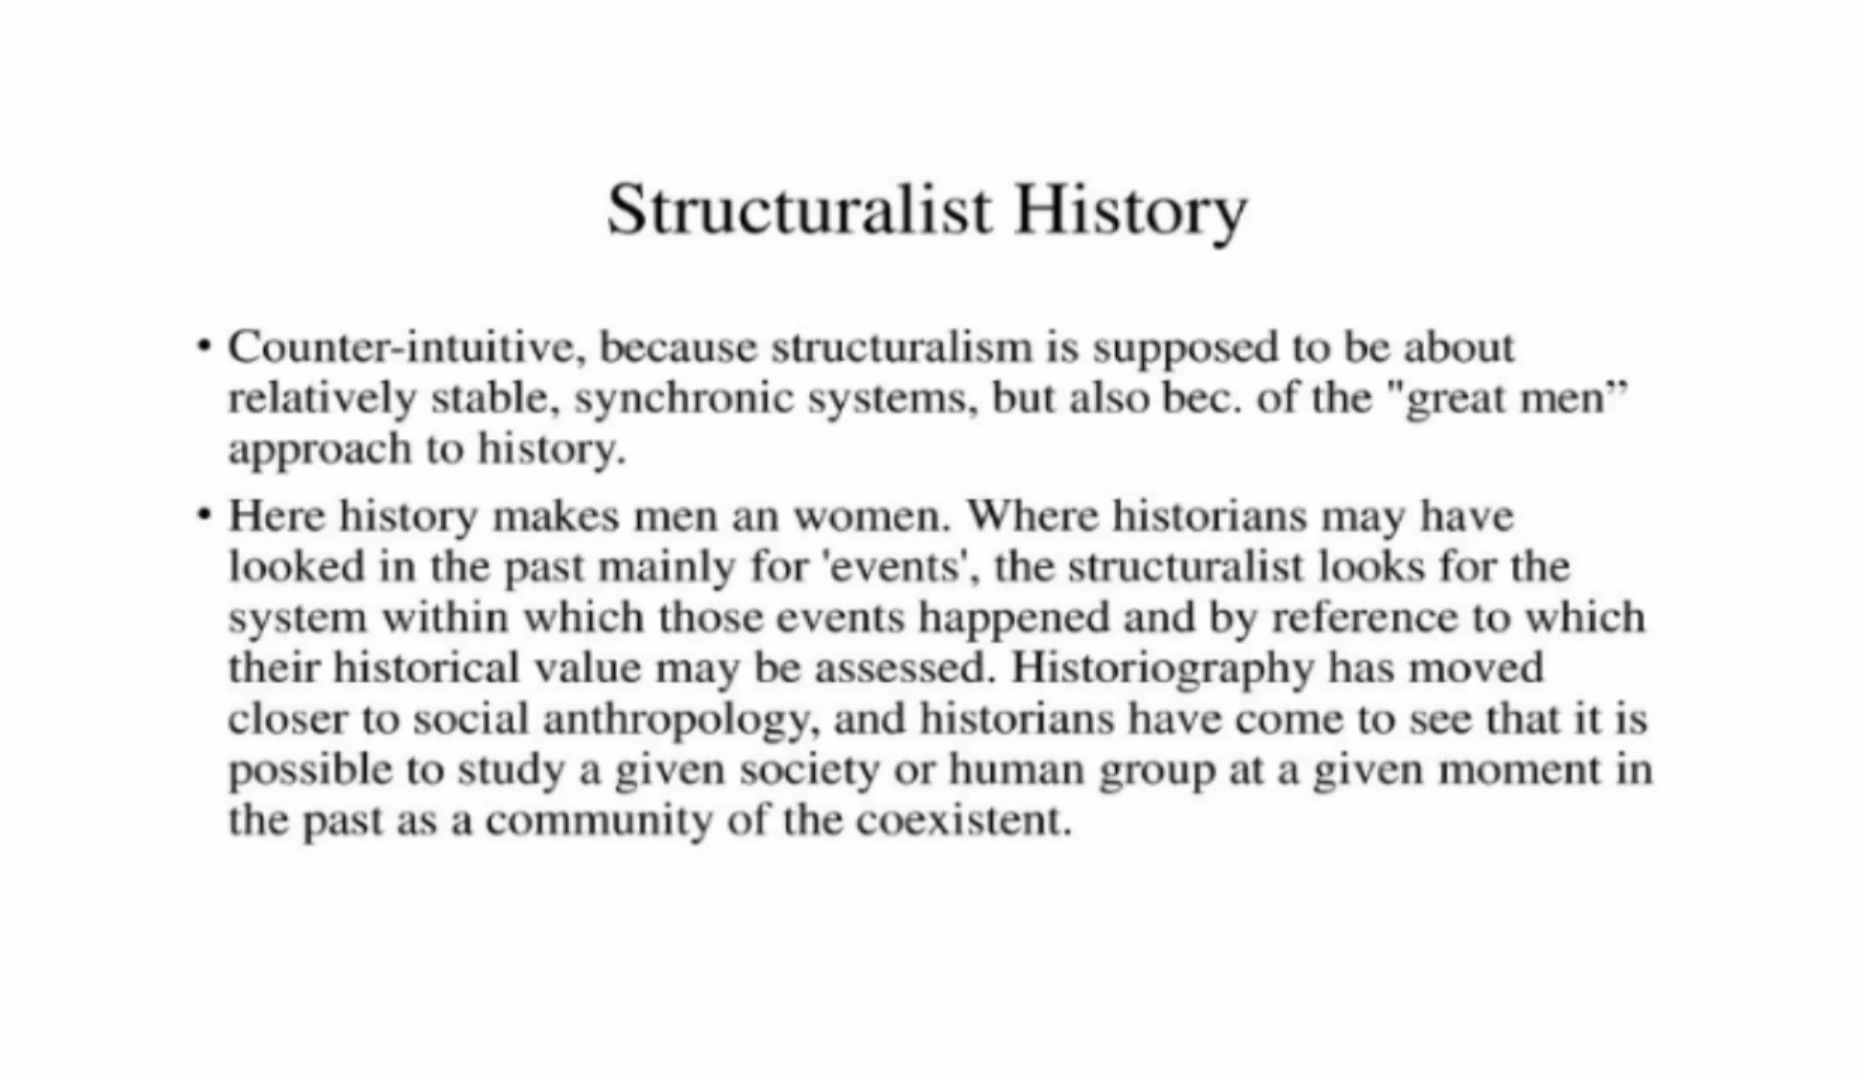 Structuralist History
• Counter-intuitive, because structuralism is supposed to be about
relatively stable, synchronic systems, but also bec. of the "great men”
approach to history.
• Here history makes men an women. Where historians may have
looked in the past mainly for 'events', the structuralist looks for the
system within which those events happened and by reference to which
their historical value may be assessed. Historiography has moved
closer to social anthropology, and historians have come to see that it is
possible to study a given society or human group at a given moment in
the past as a community of the coexistent.